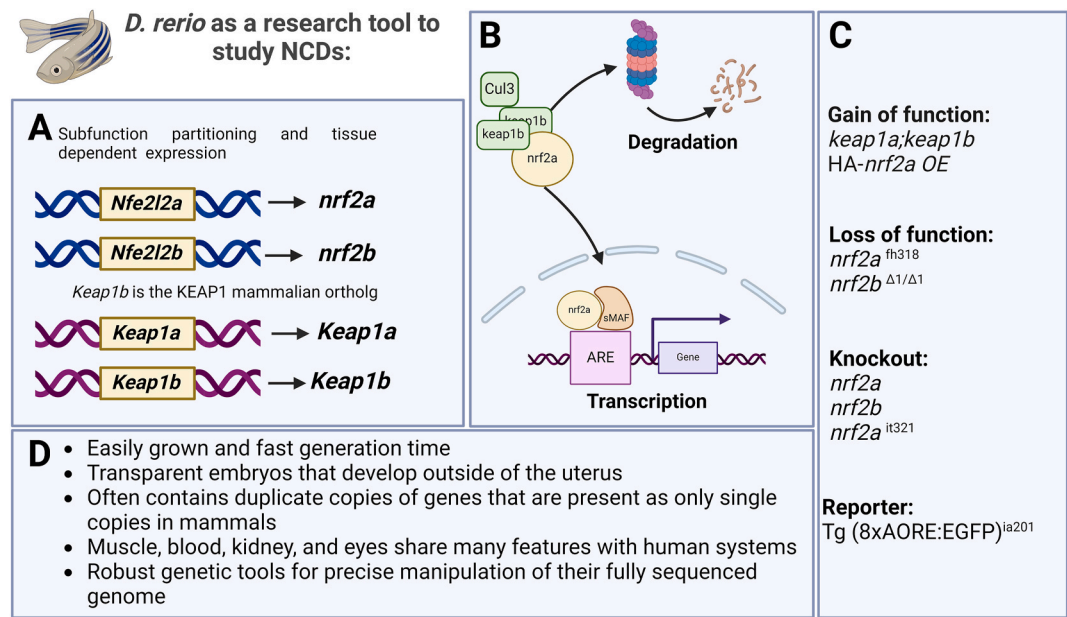 D. rerio as a research tool to
study NCDs:
A
Subfunction partitioning and tissue
dependent expression
Nfe2l2a
nrf2a
Nfe2l2b
nrf2b
Keap1b is the KEAP1 mammalian ortholg
Keap1a
Keap1a
Keap1b
Keap1b
B
Cul3
keap1b
keap1b
nrf2a
Degradation
nrf2a
sMAF
ARE
Gene
Transcription
C
Gain of function:
keap1a;keap1b
HA-nrf2a OE
Loss of function:
nrf2a fh318
nrf2b Δ1/Δ1
Knockout:
nrf2a
nrf2b
nrf2a it321
Reporter:
Tg (8xAORE:EGFP)ia201
D
• Easily grown and fast generation time
• Transparent embryos that develop outside of the uterus
• Often contains duplicate copies of genes that are present as only single
copies in mammals
• Muscle, blood, kidney, and eyes share many features with human systems
• Robust genetic tools for precise manipulation of their fully sequenced
genome